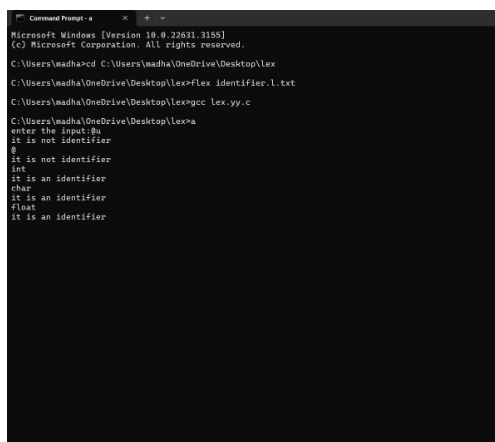 Command Prompt - a
Microsoft Windows [Version 10.0.22631.3155]
(c) Microsoft Corporation. All rights reserved.
C:\Users\madha>cd C:\Users\madha\OneDrive\Desktop\lex
C:\Users\madha\OneDrive\Desktop\lex>flex identifier.l.txt
C:\Users\madha\OneDrive\Desktop\lex>gcc lex.yy.c
C:\Users\madha\OneDrive\Desktop\lex>a
enter the input:@u
it is not identifier
@
it is not identifier
int
it is an identifier
char
it is an identifier
float
it is an identifier